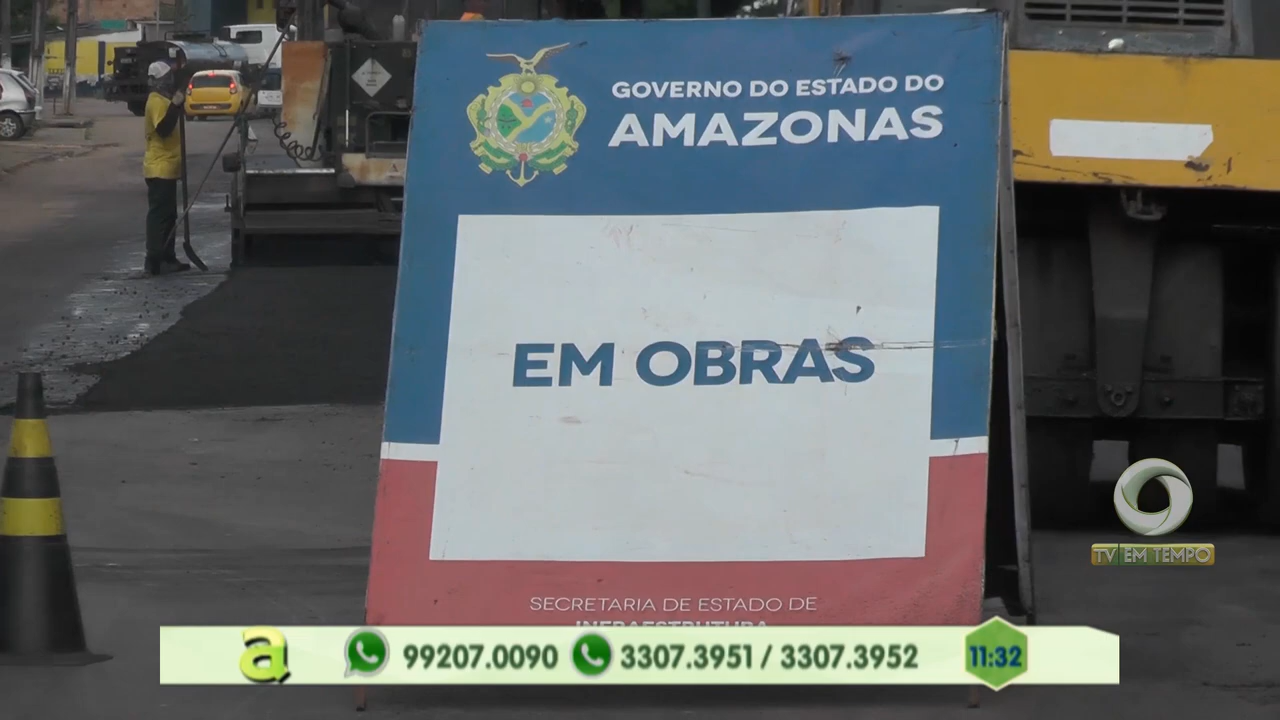 GOVERNO DO ESTADO DO
AMAZONAS
EM OBRAS
SECRETARIA DE ESTADO DE
INFRAESTRUTURA
TV EM TEMPO
a 99207.0090 3307.3951 / 3307.3952 11:32